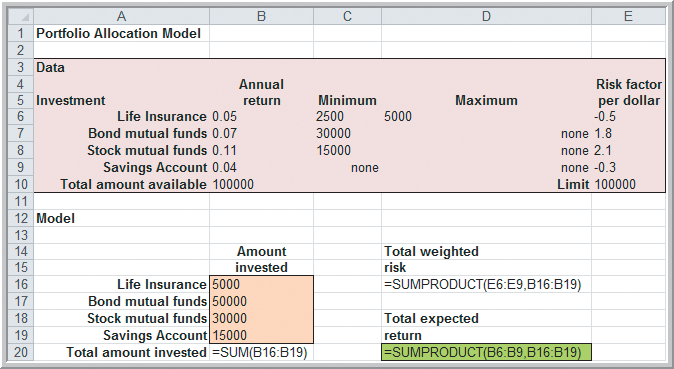 A B C D E
1 Portfolio Allocation Model
2
3 Data
4 Annual Risk factor
5 Investment return Minimum Maximum per dollar
6 Life Insurance 0.05 2500 5000 -0.5
7 Bond mutual funds 0.07 30000 none 1.8
8 Stock mutual funds 0.11 15000 none 2.1
9 Savings Account 0.04 none none -0.3
10 Total amount available 100000 Limit 100000
11
12 Model
13
14 Amount Total weighted
15 invested risk
16 Life Insurance 5000 =SUMPRODUCT(E6:E9,B16:B19)
17 Bond mutual funds 50000
18 Stock mutual funds 30000 Total expected
19 Savings Account 15000 return
20 Total amount invested =SUM(B16:B19) =SUMPRODUCT(B6:B9,B16:B19)